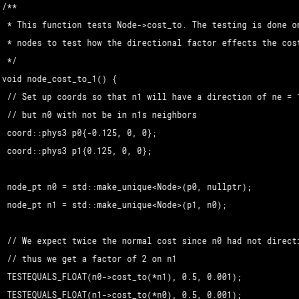 /**
* This function tests Node->cost_to. The testing is done on
* nodes to test how the directional factor effects the cost
*/
void node_cost_to_1() {
// Set up coords so that n1 will have a direction of ne =
// but n0 with not be in n1s neighbors
coord::phys3 p0{-0.125, 0, 0};
coord::phys3 p1{0.125, 0, 0};
node_pt n0 = std::make_unique<Node>(p0, nullptr);
node_pt n1 = std::make_unique<Node>(p1, n0);
// We expect twice the normal cost since n0 had not directi
// thus we get a factor of 2 on n1
TESTEQUALS_FLOAT(n0->cost_to(*n1), 0.5, 0.001);
TESTEQUALS_FLOAT(n1->cost_to(*n0), 0.5, 0.001);